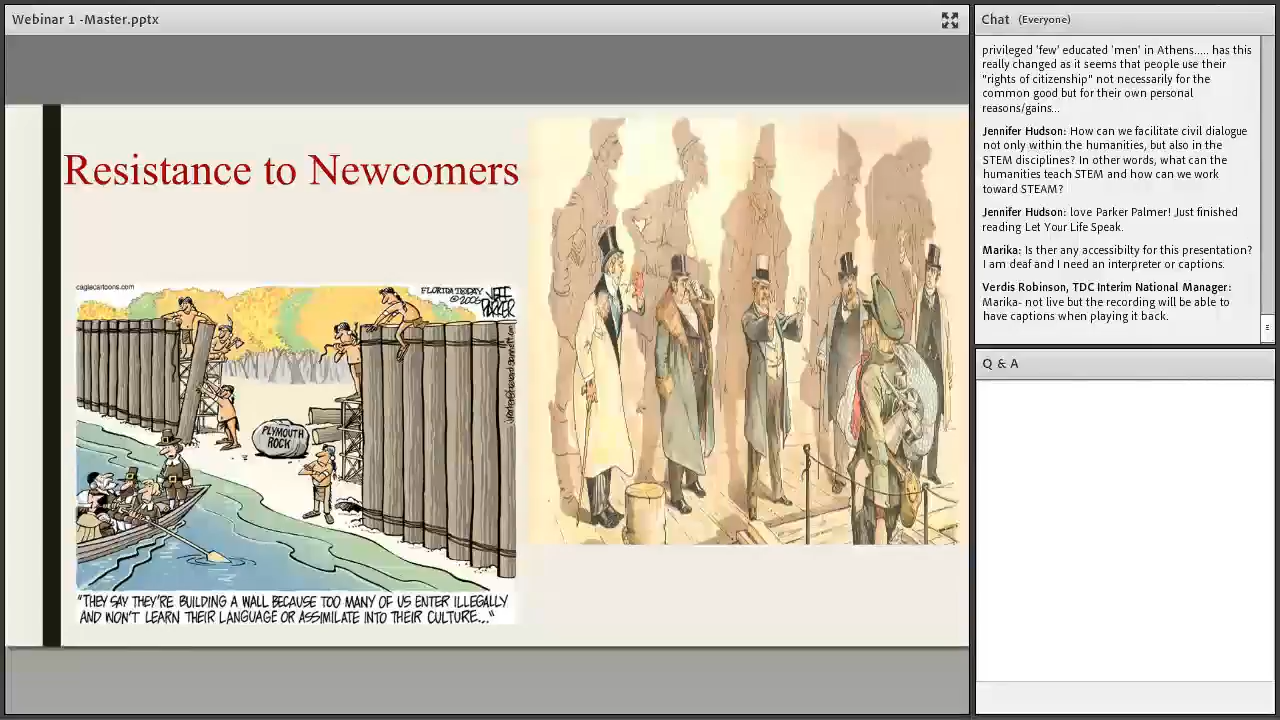 Webinar 1 -Master.pptx
Resistance to Newcomers
caglecartoons.com
FLORIDA TODAY
©2005
JEFF
PARKER
PLYMOUTH
ROCK
"THEY SAY THEY'RE BUILDING A WALL BECAUSE TOO MANY OF US ENTER ILLEGALLY
AND WON'T LEARN THEIR LANGUAGE OR ASSIMILATE INTO THEIR CULTURE..."
Chat (Everyone)
privileged 'few' educated 'men' in Athens..... has this
really changed as it seems that people use their
"rights of citizenship" not necessarily for the
common good but for their own personal
reasons/gains...
Jennifer Hudson: How can we facilitate civil dialogue
not only within the humanities, but also in the
STEM disciplines? In other words, what can the
humanities teach STEM and how can we work
toward STEAM?
Jennifer Hudson: love Parker Palmer! Just finished
reading Let Your Life Speak.
Marika: Is ther any accessibilty for this presentation?
I am deaf and I need an interpreter or captions.
Verdis Robinson, TDC Interim National Manager:
Marika- not live but the recording will be able to
have captions when playing it back.
Q & A